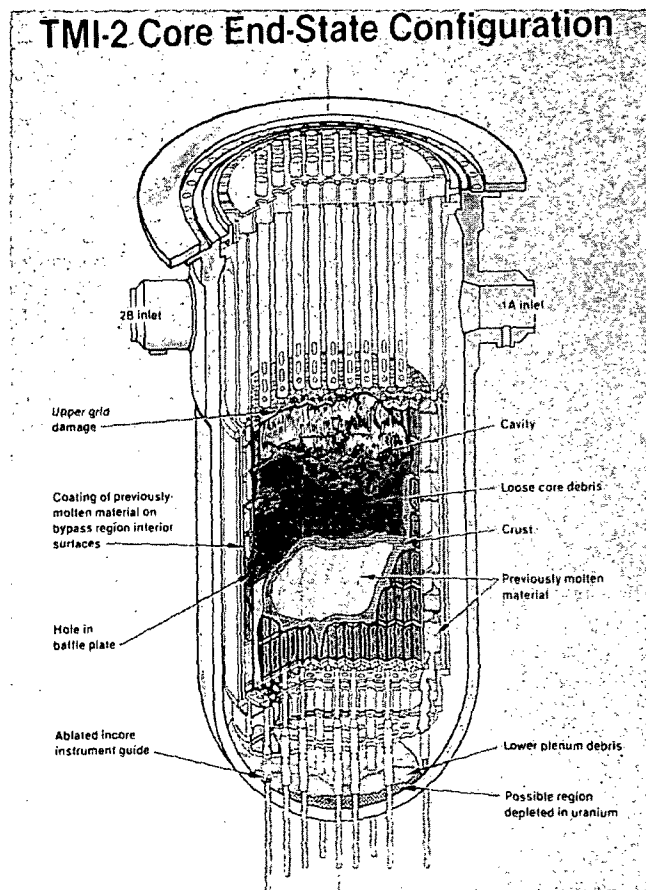 TMI-2 Core End-State Configuration
2B inlet
1A inlet
Upper grid
damage
Cavity
Coating of previously-
molten material on
bypass region interior
surfaces
Loose core debris
Crust
Previously molten
material
Hole in
baffle plate
Ablated incore
instrument guide
Lower plenum debris
Possible region
depleted in uranium